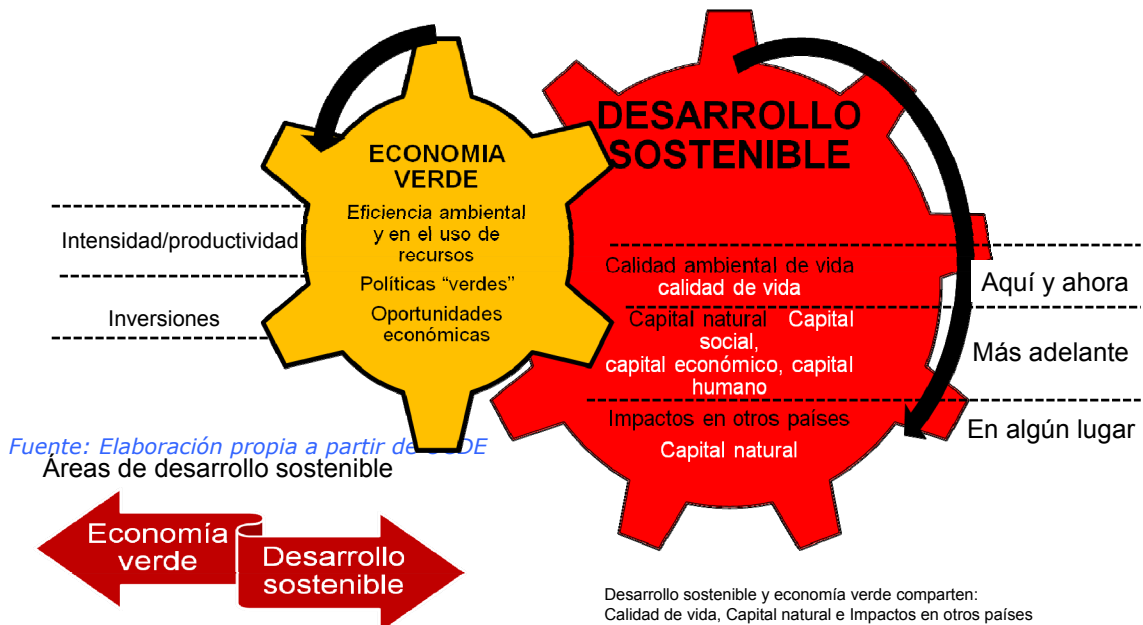 ECONOMIA
VERDE
Eficiencia ambiental
y en el uso de
recursos
Políticas “verdes”
Oportunidades
económicas
Intensidad/productividad
Inversiones
DESARROLLO
SOSTENIBLE
Calidad ambiental de vida
calidad de vida
Capital natural Capital
social,
capital económico, capital
humano
Impactos en otros países
Capital natural
Aquí y ahora
Más adelante
En algún lugar
Fuente: Elaboración propia a partir de DE
Áreas de desarrollo sostenible
Economía
verde
Desarrollo
sostenible
Desarrollo sostenible y economía verde comparten:
Calidad de vida, Capital natural e Impactos en otros países